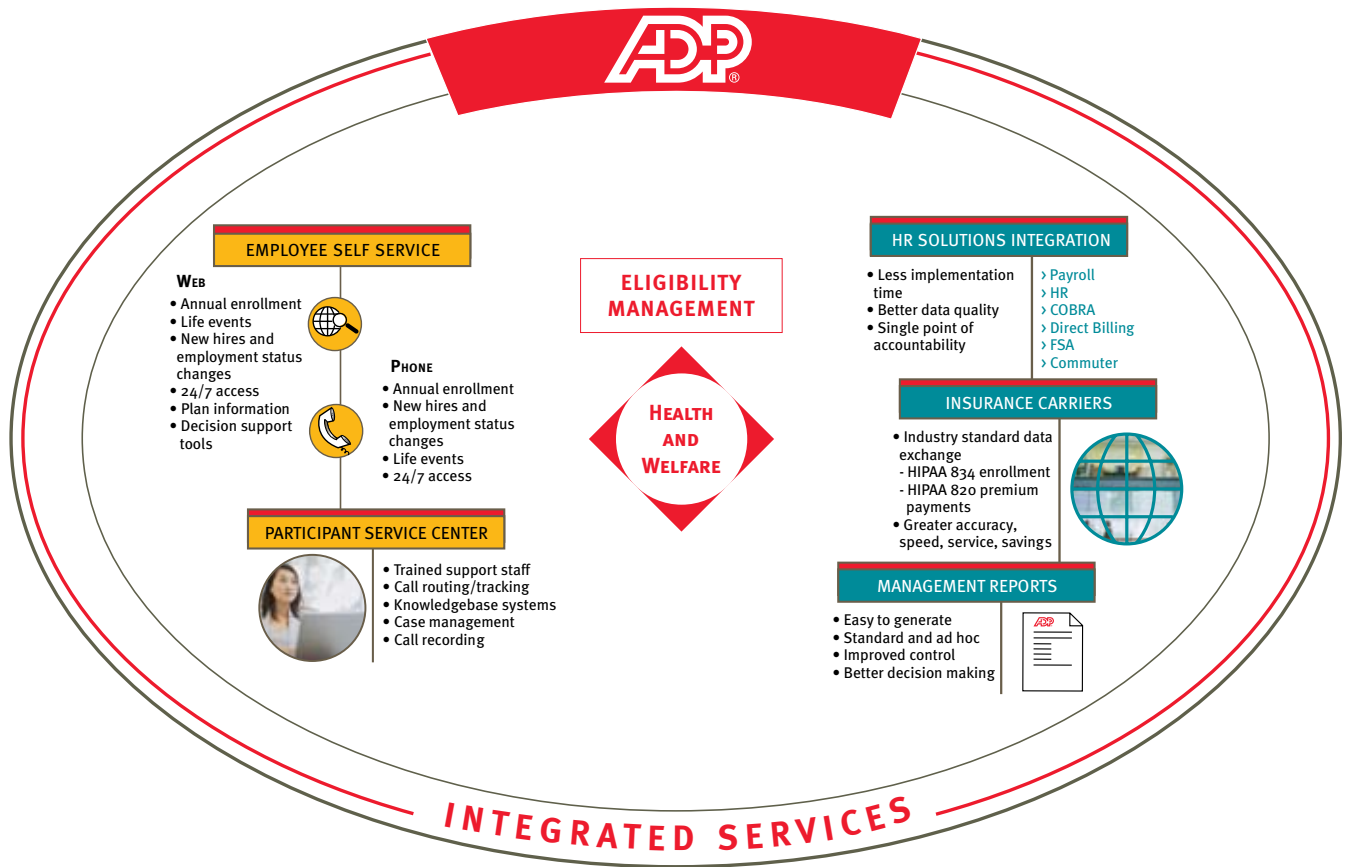 ADP®
EMPLOYEE SELF SERVICE
WEB
• Annual enrollment
• Life events
• New hires and
employment status
changes
• 24/7 access
• Plan information
• Decision support
tools
PHONE
• Annual enrollment
• New hires and
employment status
changes
• Life events
• 24/7 access
PARTICIPANT SERVICE CENTER
• Trained support staff
• Call routing/tracking
• Knowledgebase systems
• Case management
• Call recording
ELIGIBILITY
MANAGEMENT
HEALTH
AND
WELFARE
HR SOLUTIONS INTEGRATION
• Less implementation
time
• Better data quality
• Single point of
accountability
› Payroll
› HR
› COBRA
› Direct Billing
› FSA
› Commuter
INSURANCE CARRIERS
• Industry standard data
exchange
- HIPAA 834 enrollment
- HIPAA 820 premium
payments
• Greater accuracy,
speed, service, savings
MANAGEMENT REPORTS
• Easy to generate
• Standard and ad hoc
• Improved control
• Better decision making
ADP
INTEGRATED SERVICES